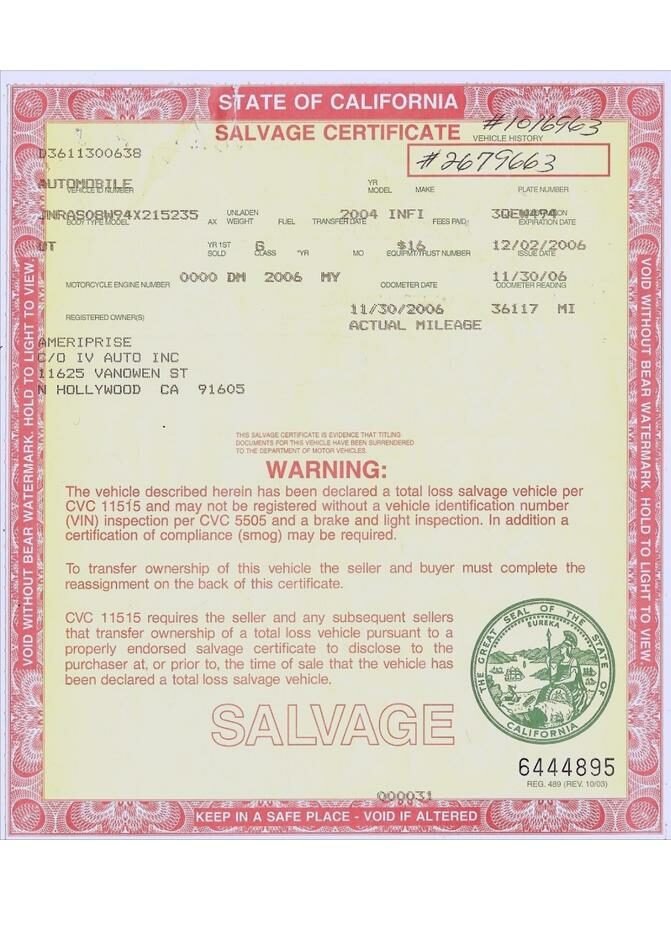 STATE OF CALIFORNIA
SALVAGE CERTIFICATE
#1016963
VEHICLE HISTORY
D3611300638
#2679663
AUTOMOBILE
VEHICLE ID NUMBER
YR MODEL
MAKE
PLATE NUMBER
JNRAS08W94X215235
2004 INFI
3QEW494
BODY TYPE MODEL
AX
UNLADEN WEIGHT
FUEL
TRANSFER DATE
FEES PAID
EXPIRATION DATE
UT
G
$16
12/02/2006
YR 1ST SOLD
CLASS
*YR
MO
EQUIPMT/TRUST NUMBER
ISSUE DATE
0000 DM 2006 MY
11/30/06
MOTORCYCLE ENGINE NUMBER
ODOMETER DATE
ODOMETER READING
11/30/2006
36117 MI
REGISTERED OWNER(S)
ACTUAL MILEAGE
AMERIPRISE
C/O IV AUTO INC
11625 VANOWEN ST
N HOLLYWOOD CA 91605
THIS SALVAGE CERTIFICATE IS EVIDENCE THAT TITLING
DOCUMENTS FOR THIS VEHICLE HAVE BEEN SURRENDERED
TO THE DEPARTMENT OF MOTOR VEHICLES.
WARNING:
The vehicle described herein has been declared a total loss salvage vehicle per
CVC 11515 and may not be registered without a vehicle identification number
(VIN) inspection per CVC 5505 and a brake and light inspection. In addition a
certification of compliance (smog) may be required.
To transfer ownership of this vehicle the seller and buyer must complete the
reassignment on the back of this certificate.
CVC 11515 requires the seller and any subsequent sellers
that transfer ownership of a total loss vehicle pursuant to a
properly endorsed salvage certificate to disclose to the
purchaser at, or prior to, the time of sale that the vehicle has
been declared a total loss salvage vehicle.
THE GREAT SEAL OF THE STATE OF CALIFORNIA
EUREKA
SALVAGE
6444895
REG. 489 (REV. 10/03)
000031
KEEP IN A SAFE PLACE - VOID IF ALTERED
VOID WITHOUT BEAR WATERMARK. HOLD TO LIGHT TO VIEW.
VOID WITHOUT BEAR WATERMARK. HOLD TO LIGHT TO VIEW